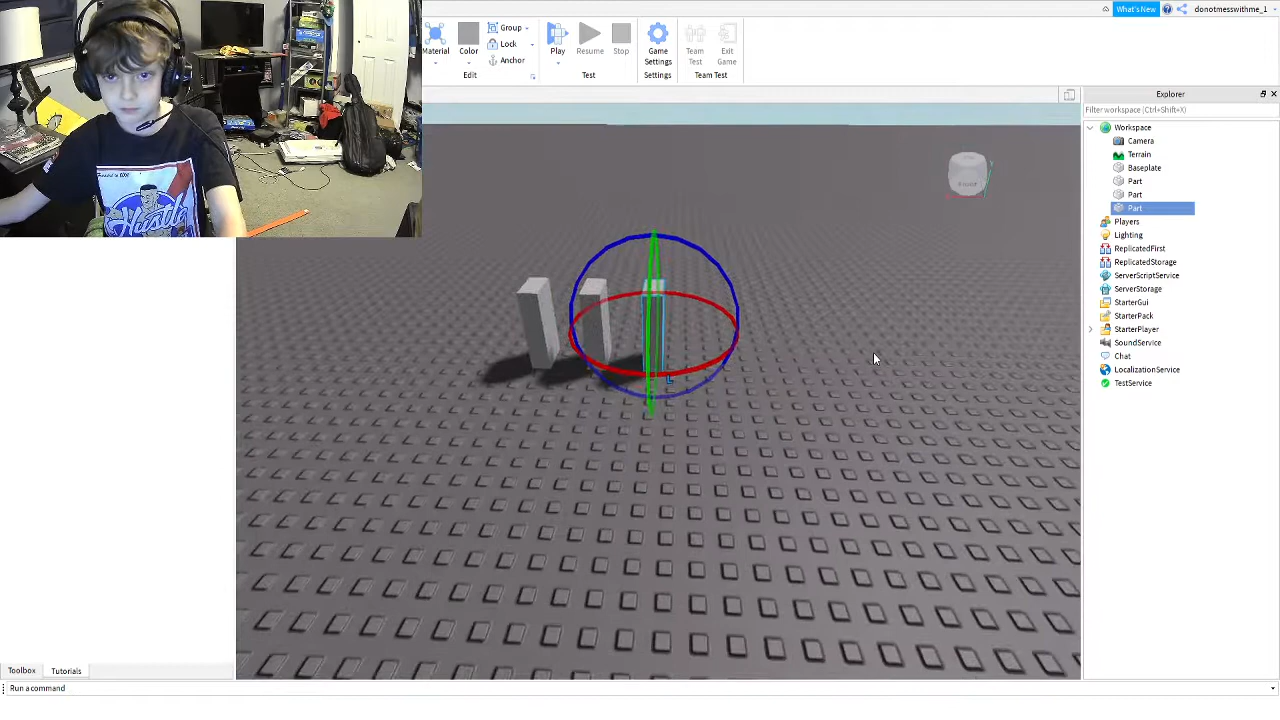 What's New
donotmesswithme_1
Material
Color
Group
Lock
Anchor
Edit
Play
Resume
Stop
Test
Game
Settings
Settings
Team
Test
Exit
Game
Team Test
Explorer
Filter workspace (Ctrl+Shift+X)
Workspace
Camera
Terrain
Baseplate
Part
Part
Part
Players
Lighting
ReplicatedFirst
ReplicatedStorage
ServerScriptService
ServerStorage
StarterGui
StarterPack
StarterPlayer
SoundService
Chat
LocalizationService
TestService
Hustle
L
Toolbox
Tutorials
Run a command